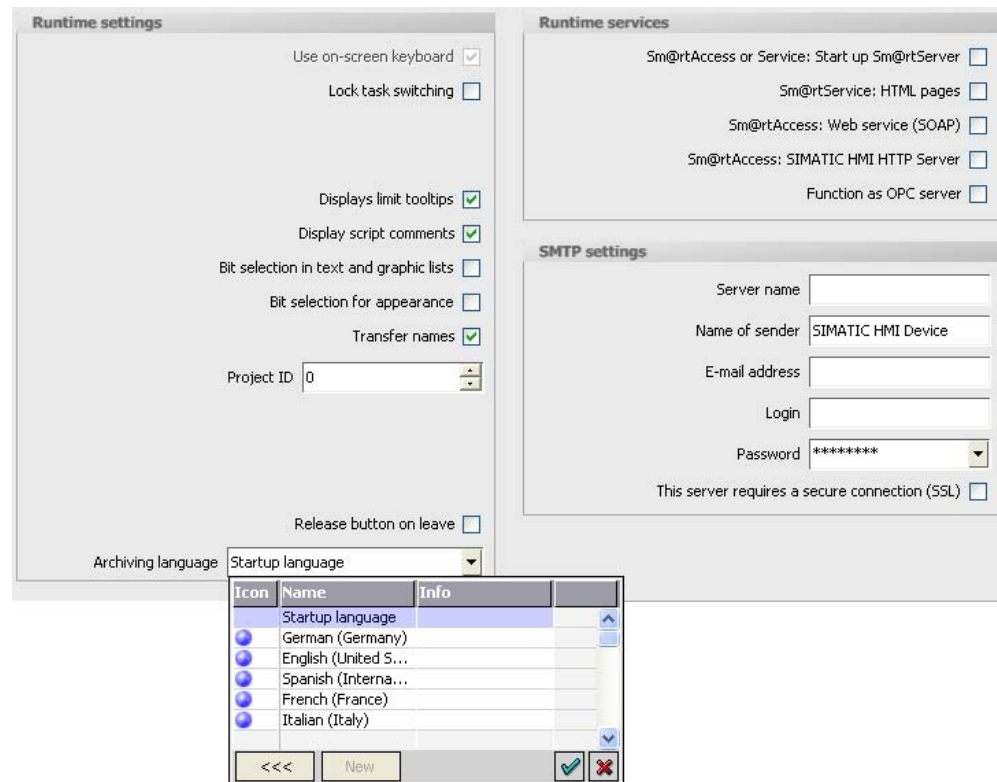 Runtime settings
Use on-screen keyboard
Lock task switching
Displays limit tooltips
Display script comments
Bit selection in text and graphic lists
Bit selection for appearance
Transfer names
Project ID 0
Release button on leave
Archiving language Startup language
Icon Name Info
Startup language
German (Germany)
English (United S...
Spanish (Interna...
French (France)
Italian (Italy)
<<< New
Runtime services
Sm@rtAccess or Service: Start up Sm@rtServer
Sm@rtService: HTML pages
Sm@rtAccess: Web service (SOAP)
Sm@rtAccess: SIMATIC HMI HTTP Server
Function as OPC server
SMTP settings
Server name
Name of sender SIMATIC HMI Device
E-mail address
Login
Password ********
This server requires a secure connection (SSL)